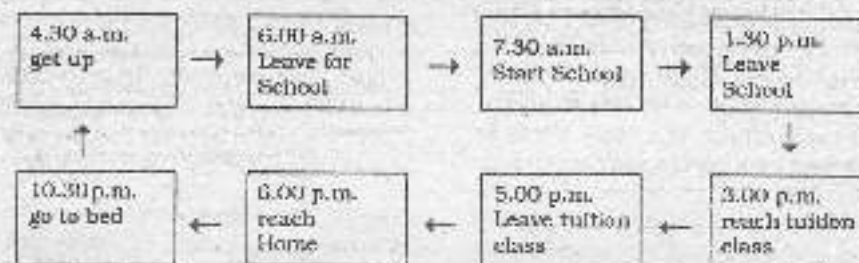 4.30 a.m.
get up
6.00 a.m.
Leave for
School
7.30 a.m.
Start School
1.30 p.m.
Leave
School
3.00 p.m.
reach tuition
class
5.00 p.m.
Leave tuition
class
6.00 p.m.
reach
Home
10.30 p.m.
go to bed